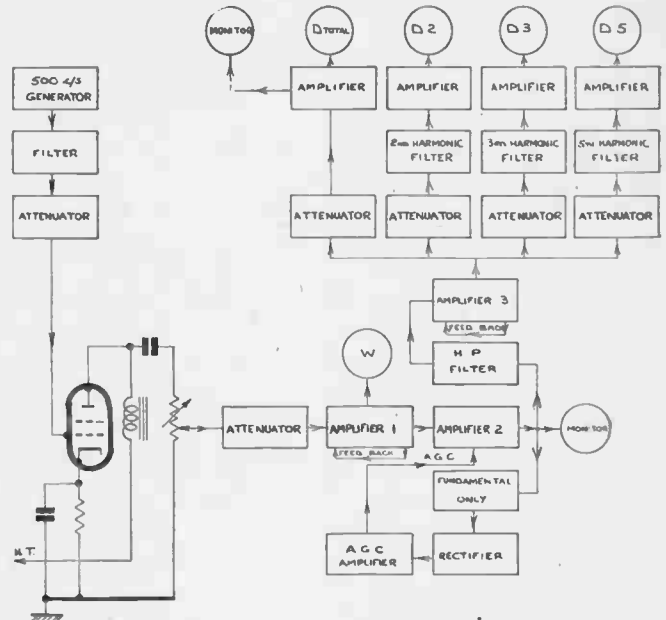 MONITOR
D TOTAL
D2
D3
D5
500 c/s
GENERATOR
AMPLIFIER
AMPLIFIER
AMPLIFIER
AMPLIFIER
FILTER
2ND HARMONIC
FILTER
3RD HARMONIC
FILTER
5TH HARMONIC
FILTER
ATTENUATOR
ATTENUATOR
ATTENUATOR
ATTENUATOR
ATTENUATOR
AMPLIFIER 3
FEED BACK
H P
FILTER
W
ATTENUATOR
AMPLIFIER 1
FEED BACK
AMPLIFIER 2
MONITOR
A.G.C
FUNDAMENTAL
ONLY
H.T.
A G C
AMPLIFIER
RECTIFIER